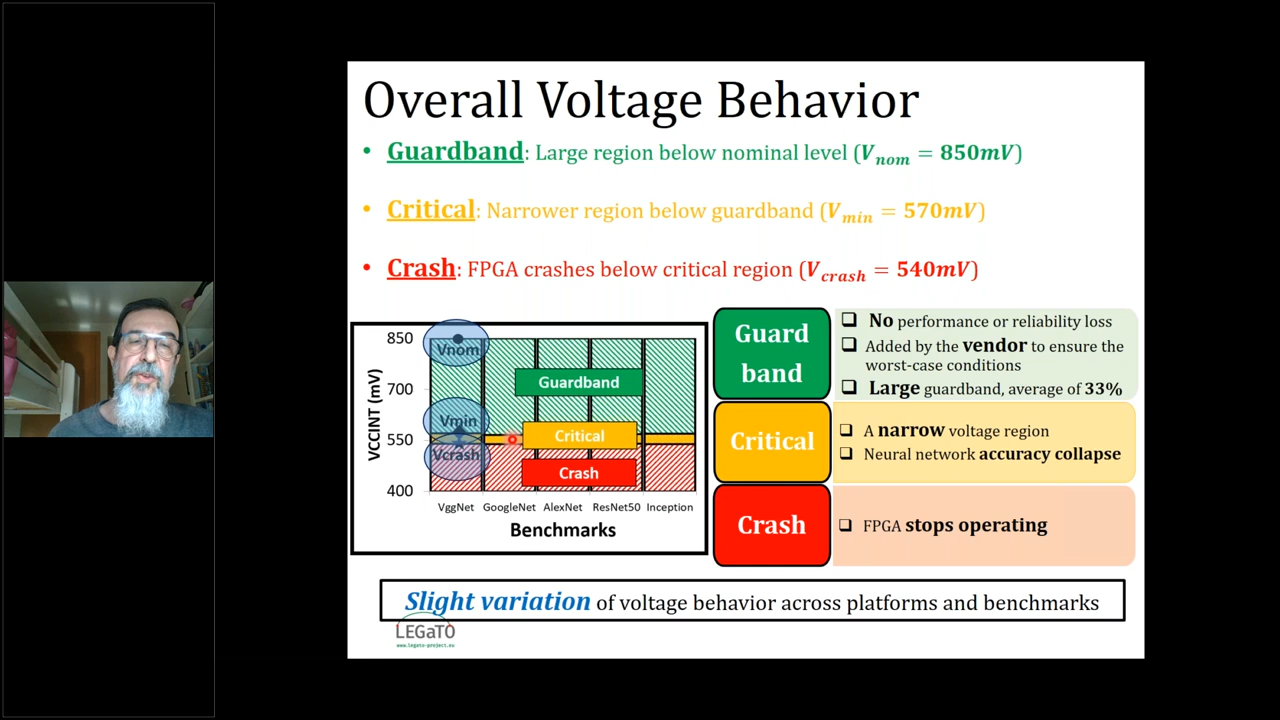 Overall Voltage Behavior
• Guardband: Large region below nominal level (Vnom = 850mV)
• Critical: Narrower region below guardband (Vmin = 570mV)
• Crash: FPGA crashes below critical region (Vcrash = 540mV)
VCCINT (mV)
850
700
550
400
Vnom
Vmin
Vcrash
Guardband
Critical
Crash
VggNet GoogleNet AlexNet ResNet50 Inception
Benchmarks
Guard
band
❑ No performance or reliability loss
❑ Added by the vendor to ensure the
worst-case conditions
❑ Large guardband, average of 33%
Critical
❑ A narrow voltage region
❑ Neural network accuracy collapse
Crash
❑ FPGA stops operating
Slight variation of voltage behavior across platforms and benchmarks
LEGaTO
www.legato-project.eu